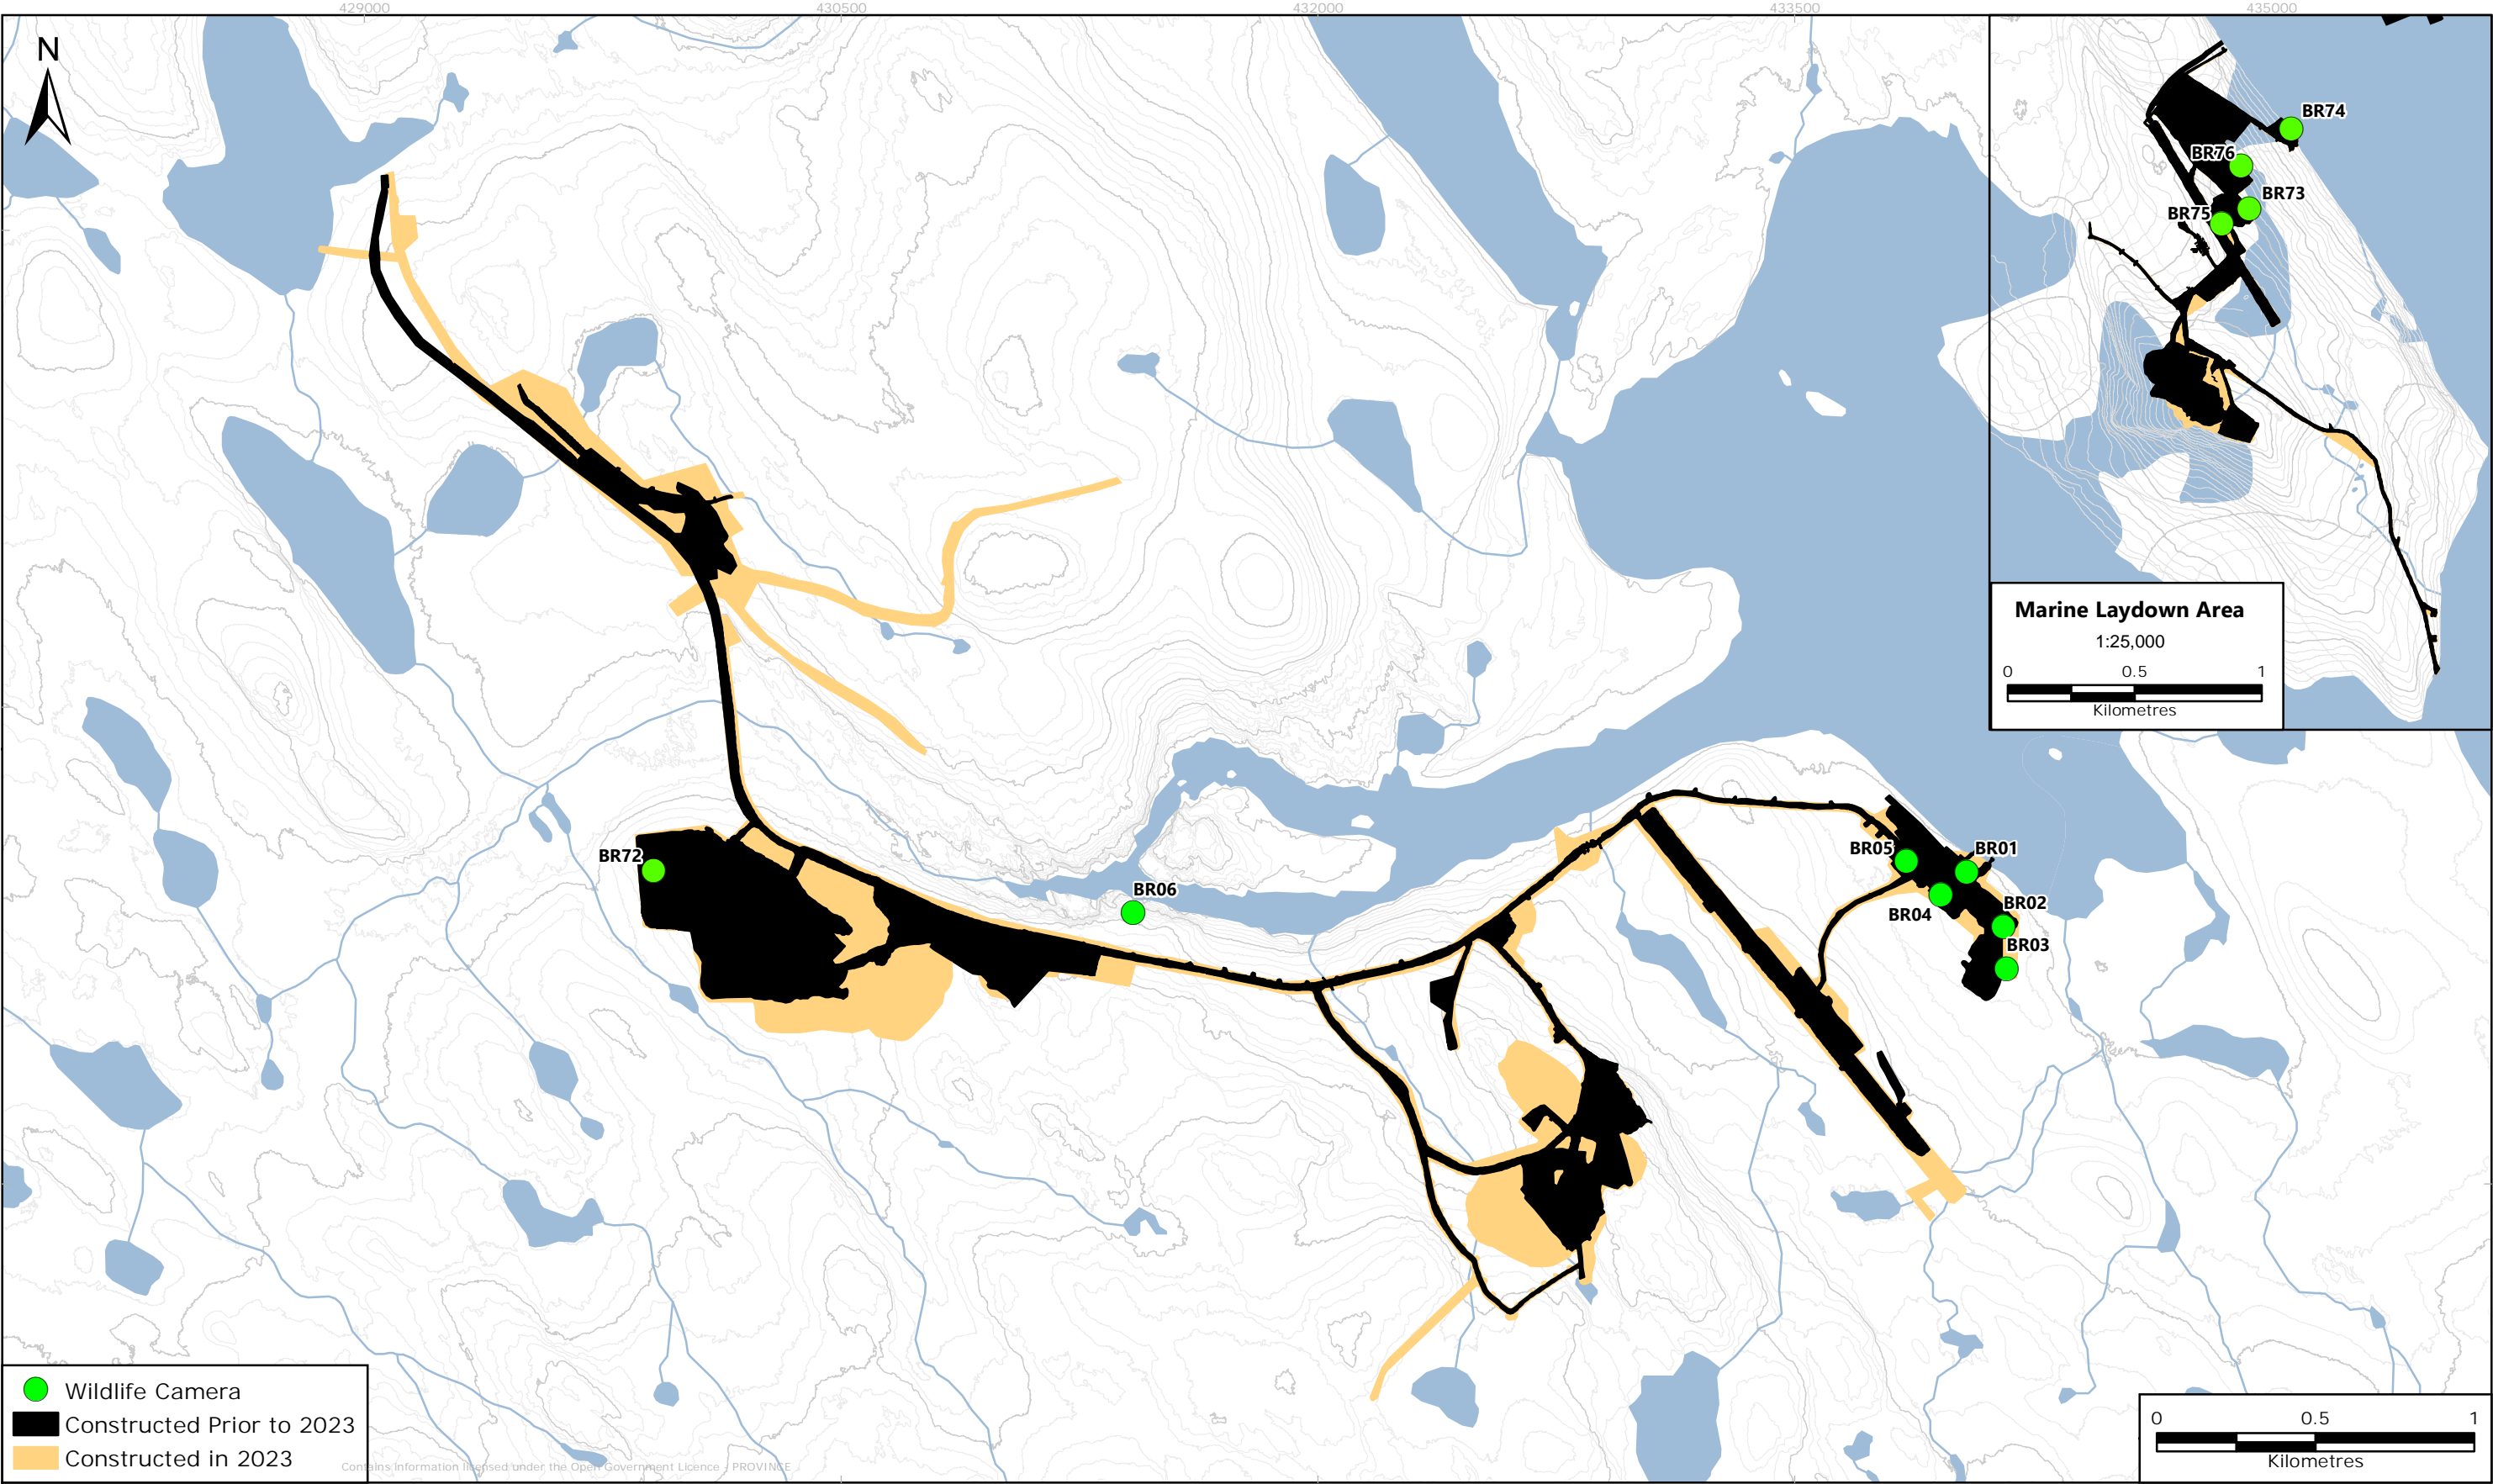 429000 430500 432000 433500 435000
N
BR74
BR76
BR73
BR75
Marine Laydown Area
1:25,000
0 0.5 1
Kilometres
BR72
BR06
BR05
BR01
BR04
BR02
BR03
Wildlife Camera
Constructed Prior to 2023
Constructed in 2023
Contains information licensed under the Open Government Licence - PROVINCE
0 0.5 1
Kilometres